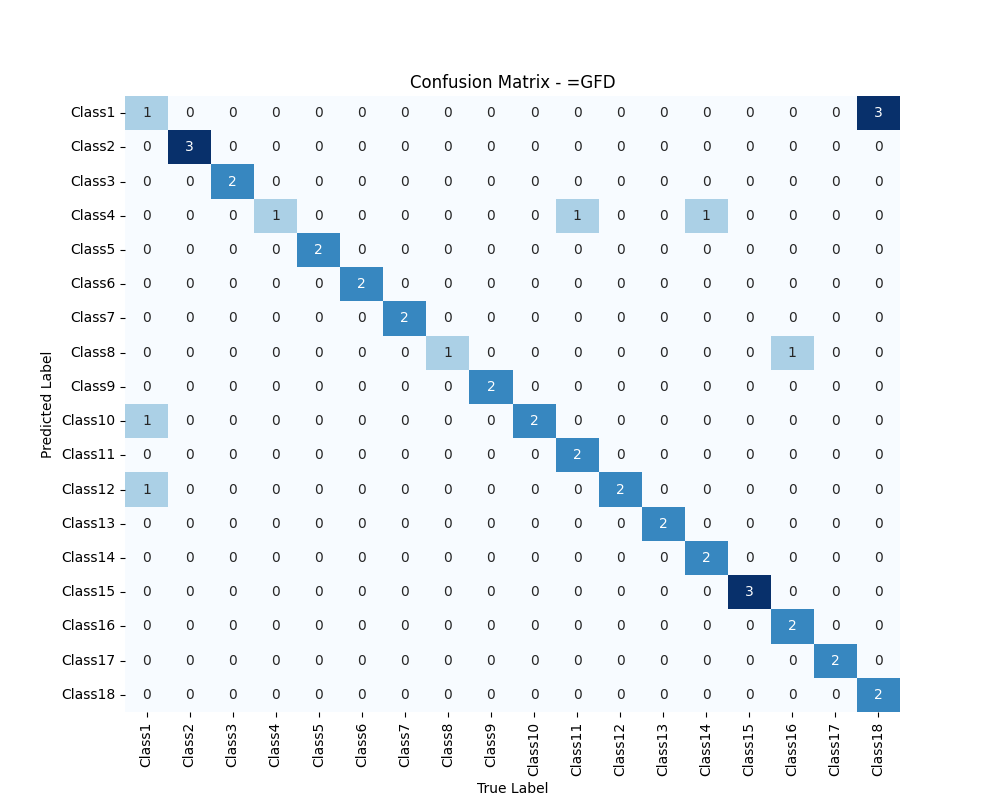 Confusion Matrix - =GFD
Predicted Label
Class1 1 0 0 0 0 0 0 0 0 0 0 0 0 0 0 0 0 3
Class2 0 3 0 0 0 0 0 0 0 0 0 0 0 0 0 0 0 0
Class3 0 0 2 0 0 0 0 0 0 0 0 0 0 0 0 0 0 0
Class4 0 0 0 1 0 0 0 0 0 0 1 0 0 1 0 0 0 0
Class5 0 0 0 0 2 0 0 0 0 0 0 0 0 0 0 0 0 0
Class6 0 0 0 0 0 2 0 0 0 0 0 0 0 0 0 0 0 0
Class7 0 0 0 0 0 0 2 0 0 0 0 0 0 0 0 0 0 0
Class8 0 0 0 0 0 0 0 1 0 0 0 0 0 0 0 1 0 0
Class9 0 0 0 0 0 0 0 0 2 0 0 0 0 0 0 0 0 0
Class10 1 0 0 0 0 0 0 0 0 2 0 0 0 0 0 0 0 0
Class11 0 0 0 0 0 0 0 0 0 0 2 0 0 0 0 0 0 0
Class12 1 0 0 0 0 0 0 0 0 0 0 2 0 0 0 0 0 0
Class13 0 0 0 0 0 0 0 0 0 0 0 0 2 0 0 0 0 0
Class14 0 0 0 0 0 0 0 0 0 0 0 0 0 2 0 0 0 0
Class15 0 0 0 0 0 0 0 0 0 0 0 0 0 0 3 0 0 0
Class16 0 0 0 0 0 0 0 0 0 0 0 0 0 0 0 2 0 0
Class17 0 0 0 0 0 0 0 0 0 0 0 0 0 0 0 0 2 0
Class18 0 0 0 0 0 0 0 0 0 0 0 0 0 0 0 0 0 2
Class1 Class2 Class3 Class4 Class5 Class6 Class7 Class8 Class9 Class10 Class11 Class12 Class13 Class14 Class15 Class16 Class17 Class18
True Label